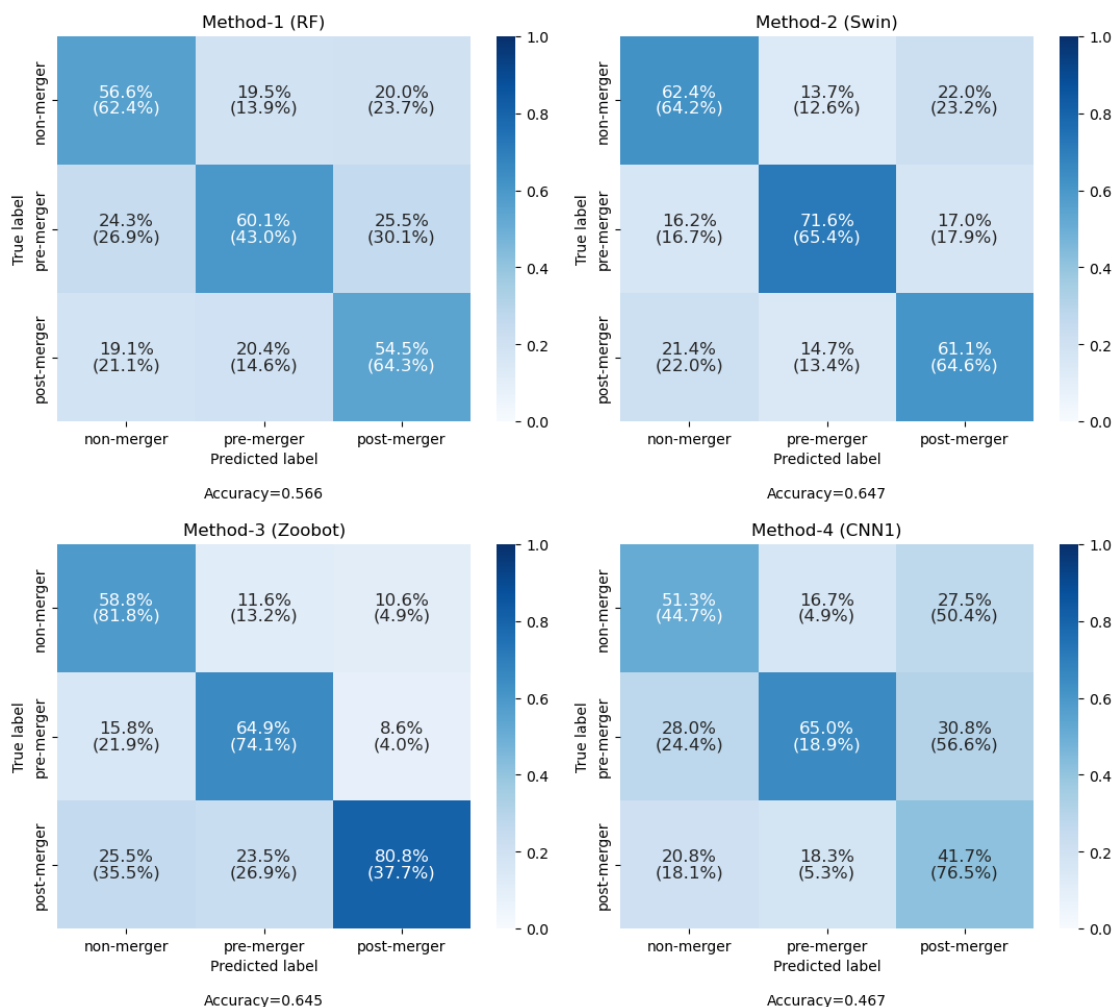 Method-1 (RF)
non-merger
pre-merger
post-merger
True label
56.6%
(62.4%)
19.5%
(13.9%)
20.0%
(23.7%)
24.3%
(26.9%)
60.1%
(43.0%)
25.5%
(30.1%)
19.1%
(21.1%)
20.4%
(14.6%)
54.5%
(64.3%)
1.0
0.8
0.6
0.4
0.2
0.0
non-merger
pre-merger
post-merger
Predicted label
Accuracy=0.566
Method-2 (Swin)
non-merger
pre-merger
post-merger
True label
62.4%
(64.2%)
13.7%
(12.6%)
22.0%
(23.2%)
16.2%
(16.7%)
71.6%
(65.4%)
17.0%
(17.9%)
21.4%
(22.0%)
14.7%
(13.4%)
61.1%
(64.6%)
1.0
0.8
0.6
0.4
0.2
0.0
non-merger
pre-merger
post-merger
Predicted label
Accuracy=0.647
Method-3 (Zoobot)
non-merger
pre-merger
post-merger
True label
58.8%
(81.8%)
11.6%
(13.2%)
10.6%
(4.9%)
15.8%
(21.9%)
64.9%
(74.1%)
8.6%
(4.0%)
25.5%
(35.5%)
23.5%
(26.9%)
80.8%
(37.7%)
1.0
0.8
0.6
0.4
0.2
0.0
non-merger
pre-merger
post-merger
Predicted label
Accuracy=0.645
Method-4 (CNN1)
non-merger
pre-merger
post-merger
True label
51.3%
(44.7%)
16.7%
(4.9%)
27.5%
(50.4%)
28.0%
(24.4%)
65.0%
(18.9%)
30.8%
(56.6%)
20.8%
(18.1%)
18.3%
(5.3%)
41.7%
(76.5%)
1.0
0.8
0.6
0.4
0.2
0.0
non-merger
pre-merger
post-merger
Predicted label
Accuracy=0.467